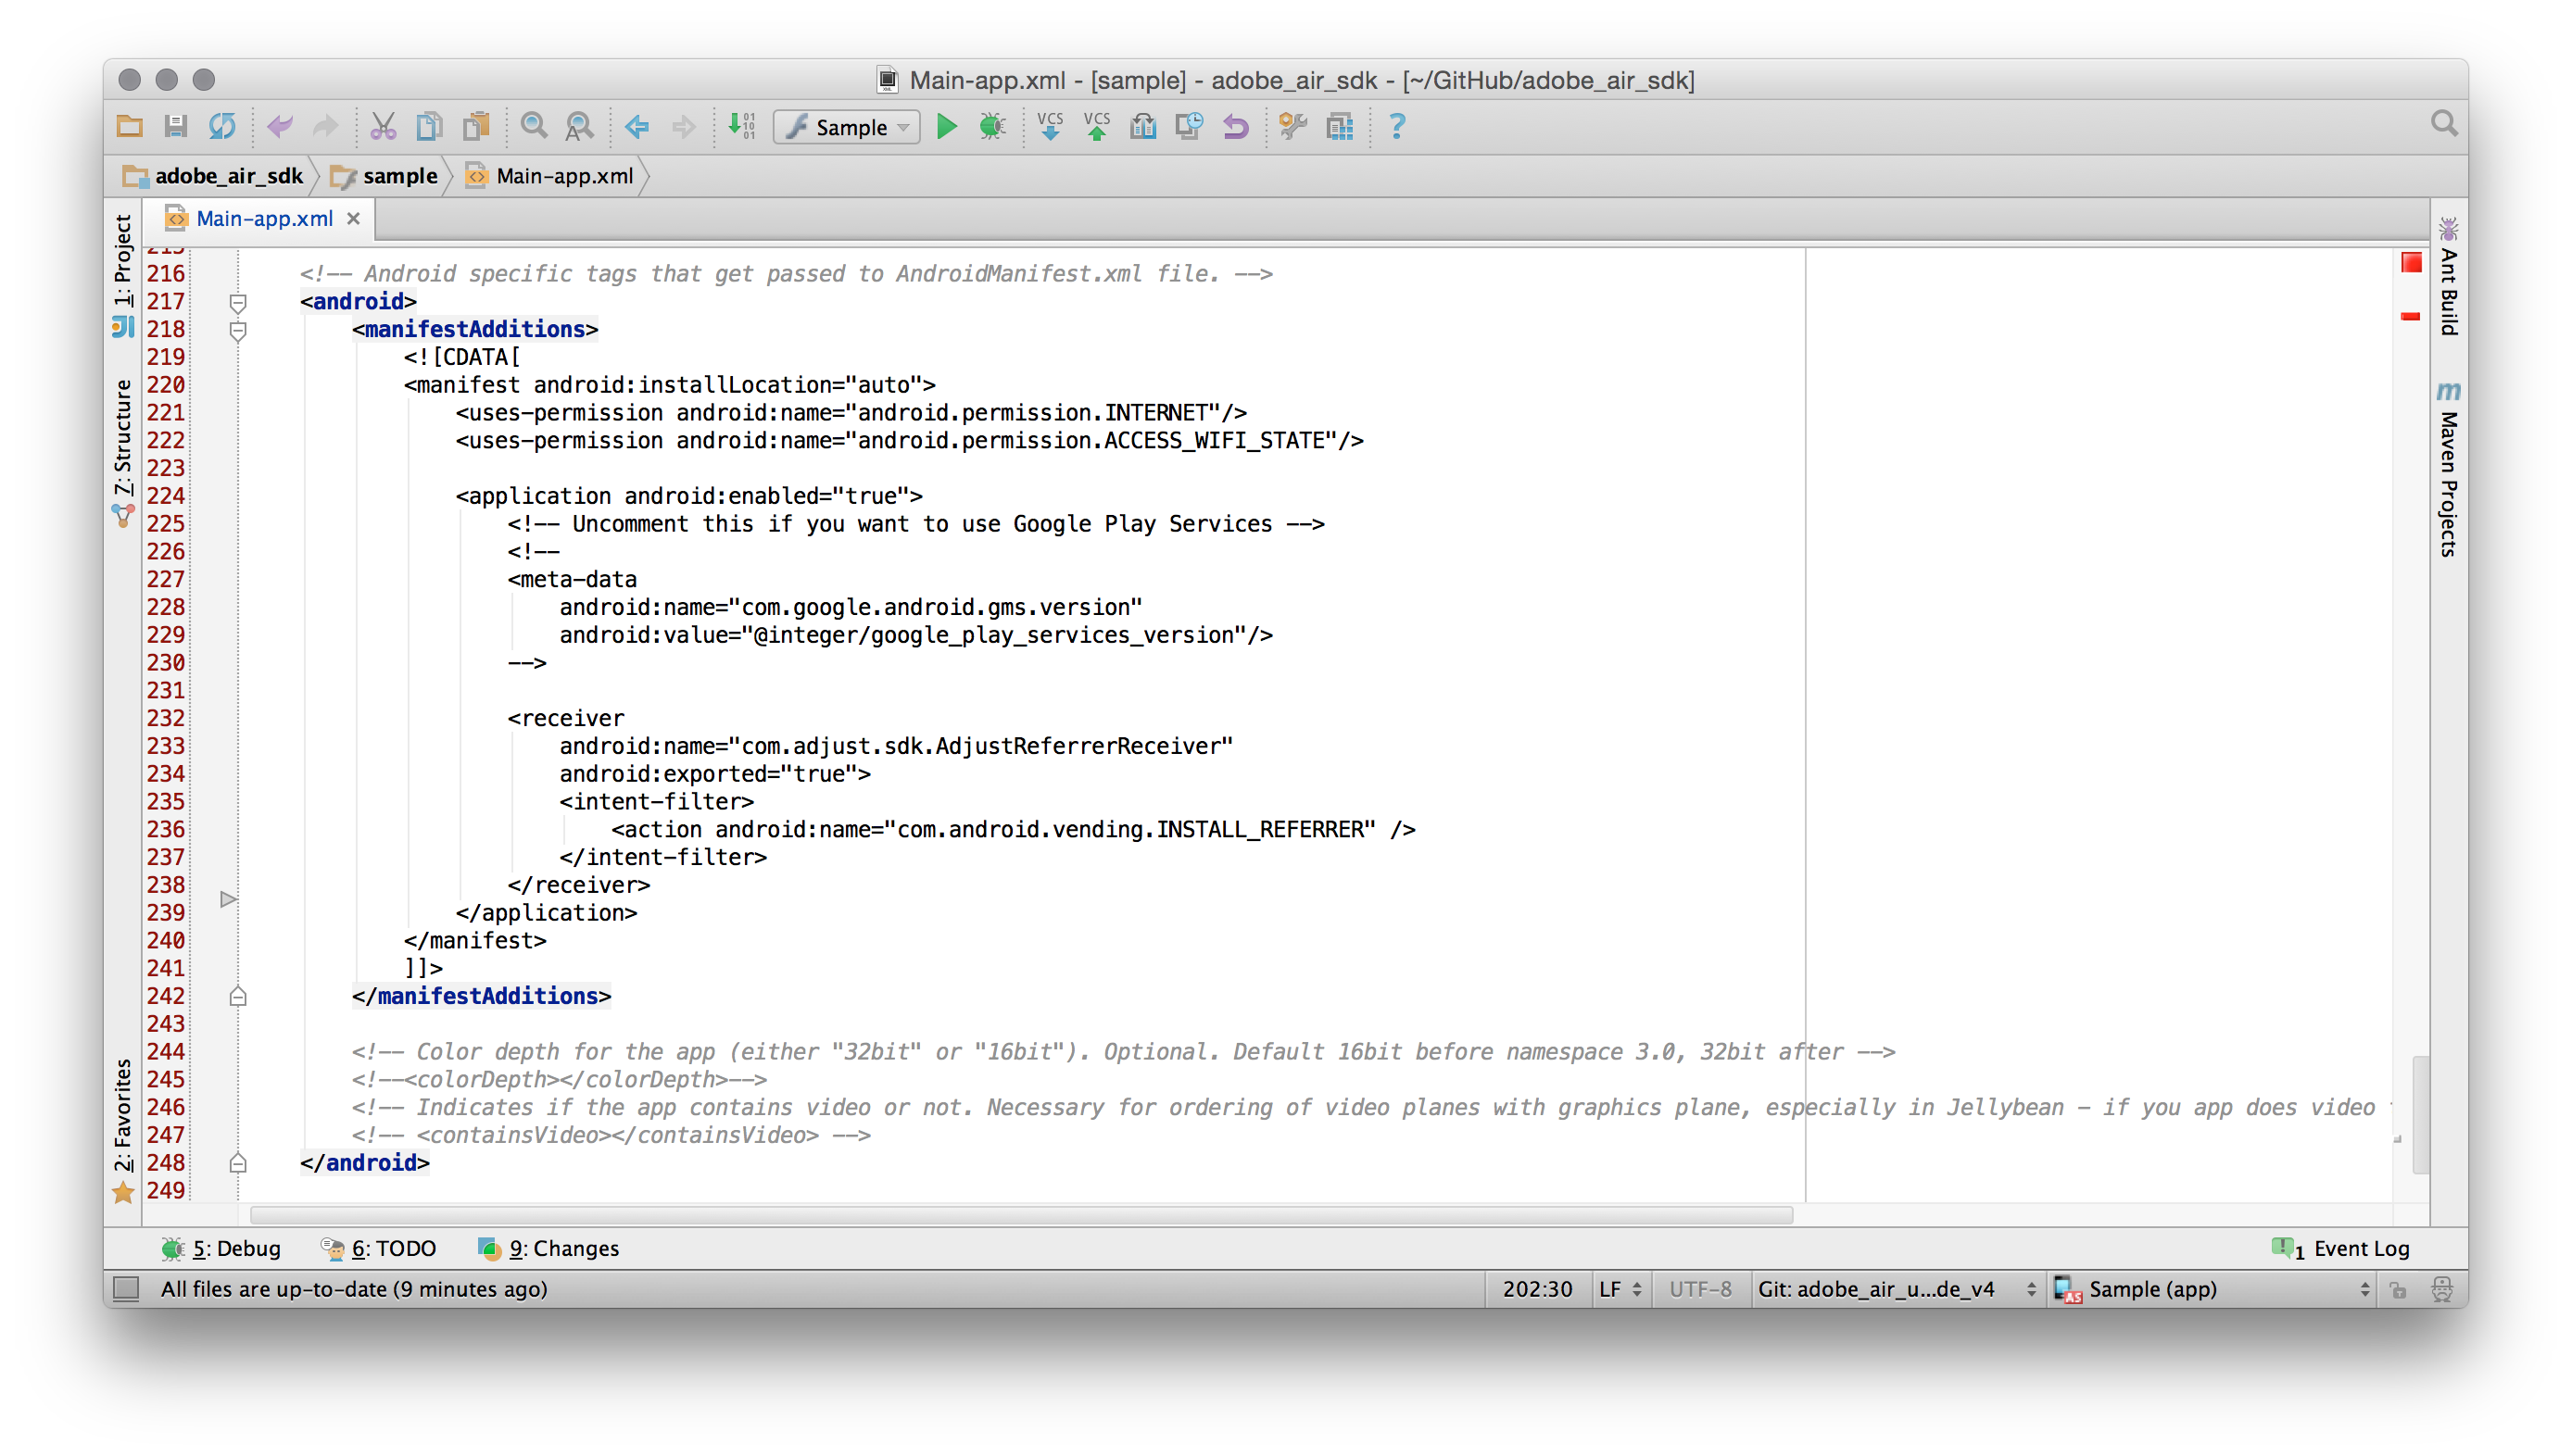 Main-app.xml - [sample] - adobe_air_sdk - [~/GitHub/adobe_air_sdk]
Sample
VCS VCS
?
adobe_air_sdk sample Main-app.xml
Main-app.xml
1: Project
7: Structure
2: Favorites
Ant Build
Maven Projects
215
216 <!-- Android specific tags that get passed to AndroidManifest.xml file. -->
217 <android>
218 <manifestAdditions>
219 <![CDATA[
220 <manifest android:installLocation="auto">
221 <uses-permission android:name="android.permission.INTERNET"/>
222 <uses-permission android:name="android.permission.ACCESS_WIFI_STATE"/>
223
224 <application android:enabled="true">
225 <!-- Uncomment this if you want to use Google Play Services -->
226 <!--
227 <meta-data
228 android:name="com.google.android.gms.version"
229 android:value="@integer/google_play_services_version"/>
230 -->
231
232 <receiver
233 android:name="com.adjust.sdk.AdjustReferrerReceiver"
234 android:exported="true">
235 <intent-filter>
236 <action android:name="com.android.vending.INSTALL_REFERRER" />
237 </intent-filter>
238 </receiver>
239 </application>
240 </manifest>
241 ]]>
242 </manifestAdditions>
243
244 <!-- Color depth for the app (either "32bit" or "16bit"). Optional. Default 16bit before namespace 3.0, 32bit after -->
245 <!--<colorDepth></colorDepth>-->
246 <!-- Indicates if the app contains video or not. Necessary for ordering of video planes with graphics plane, especially in Jellybean - if you app does video
247 <!-- <containsVideo></containsVideo> -->
248 </android>
249
5: Debug 6: TODO 9: Changes 1 Event Log
All files are up-to-date (9 minutes ago) 202:30 LF UTF-8 Git: adobe_air_u...de_v4 Sample (app)